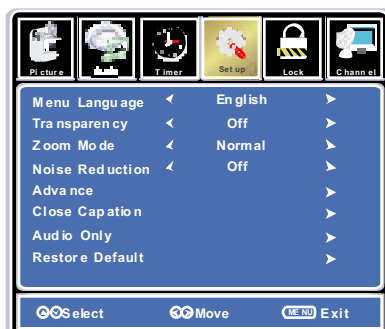 Picture Timer Set up Lock Channel
Menu Language English
Transparency Off
Zoom Mode Normal
Noise Reduction Off
Advance
Close Capation
Audio Only
Restore Default
Select Move MENU Exit